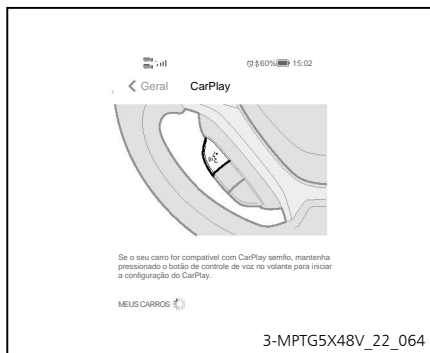 60% 15:02
Geral CarPlay
Se o seu carro for compatível com CarPlay semfio, mantenha
pressionado o botão de controle de voz no volante para iniciar
a configuração do CarPlay.
MEUS CARROS
3-MPTG5X48V_22_064